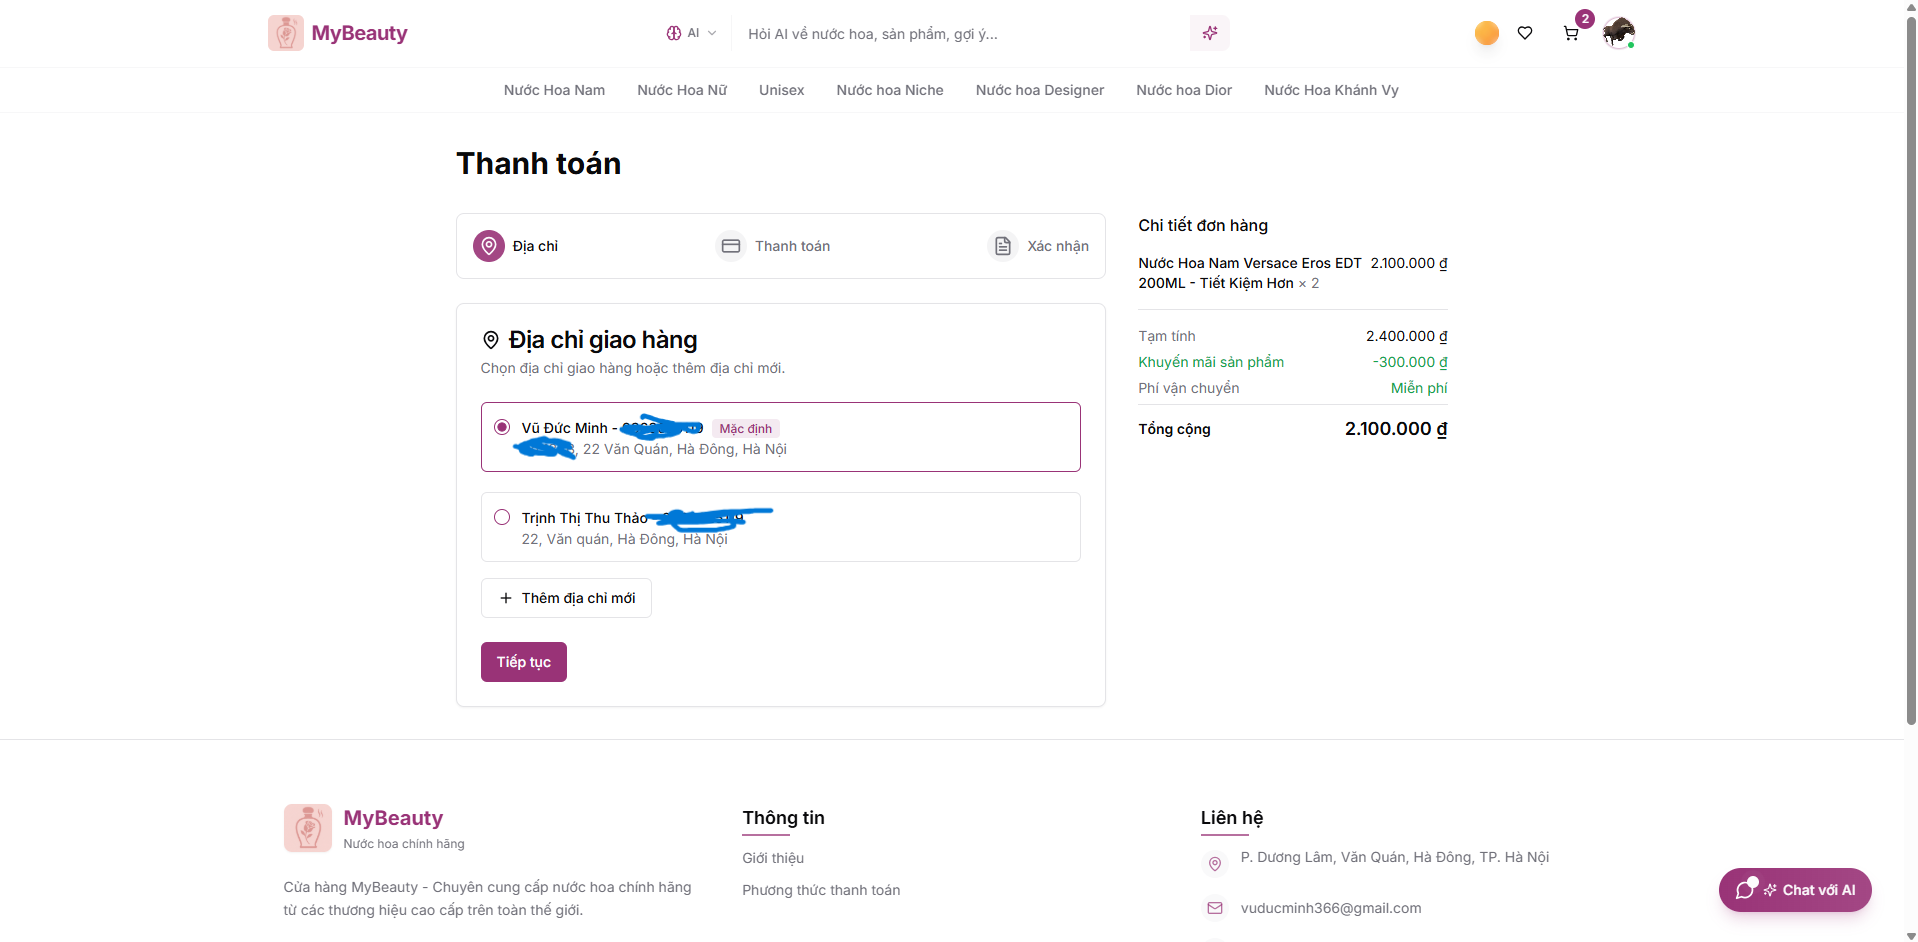 MyBeauty
AI
Hỏi AI về nước hoa, sản phẩm, gợi ý...
2
Nước Hoa Nam
Nước Hoa Nữ
Unisex
Nước hoa Niche
Nước hoa Designer
Nước hoa Dior
Nước Hoa Khánh Vy
Thanh toán
Địa chỉ
Thanh toán
Xác nhận
Địa chỉ giao hàng
Chọn địa chỉ giao hàng hoặc thêm địa chỉ mới.
Vũ Đức Minh -
Mặc định
, 22 Văn Quán, Hà Đông, Hà Nội
Trịnh Thị Thu Thảo
22, Văn quán, Hà Đông, Hà Nội
Thêm địa chỉ mới
Tiếp tục
Chi tiết đơn hàng
Nước Hoa Nam Versace Eros EDT 2.100.000 ₫
200ML - Tiết Kiệm Hơn × 2
Tạm tính 2.400.000 ₫
Khuyến mãi sản phẩm -300.000 ₫
Phí vận chuyển Miễn phí
Tổng cộng 2.100.000 ₫
MyBeauty
Nước hoa chính hãng
Cửa hàng MyBeauty - Chuyên cung cấp nước hoa chính hãng
từ các thương hiệu cao cấp trên toàn thế giới.
Thông tin
Giới thiệu
Phương thức thanh toán
Liên hệ
P. Dương Lâm, Văn Quán, Hà Đông, TP. Hà Nội
vuducminh366@gmail.com
Chat với AI